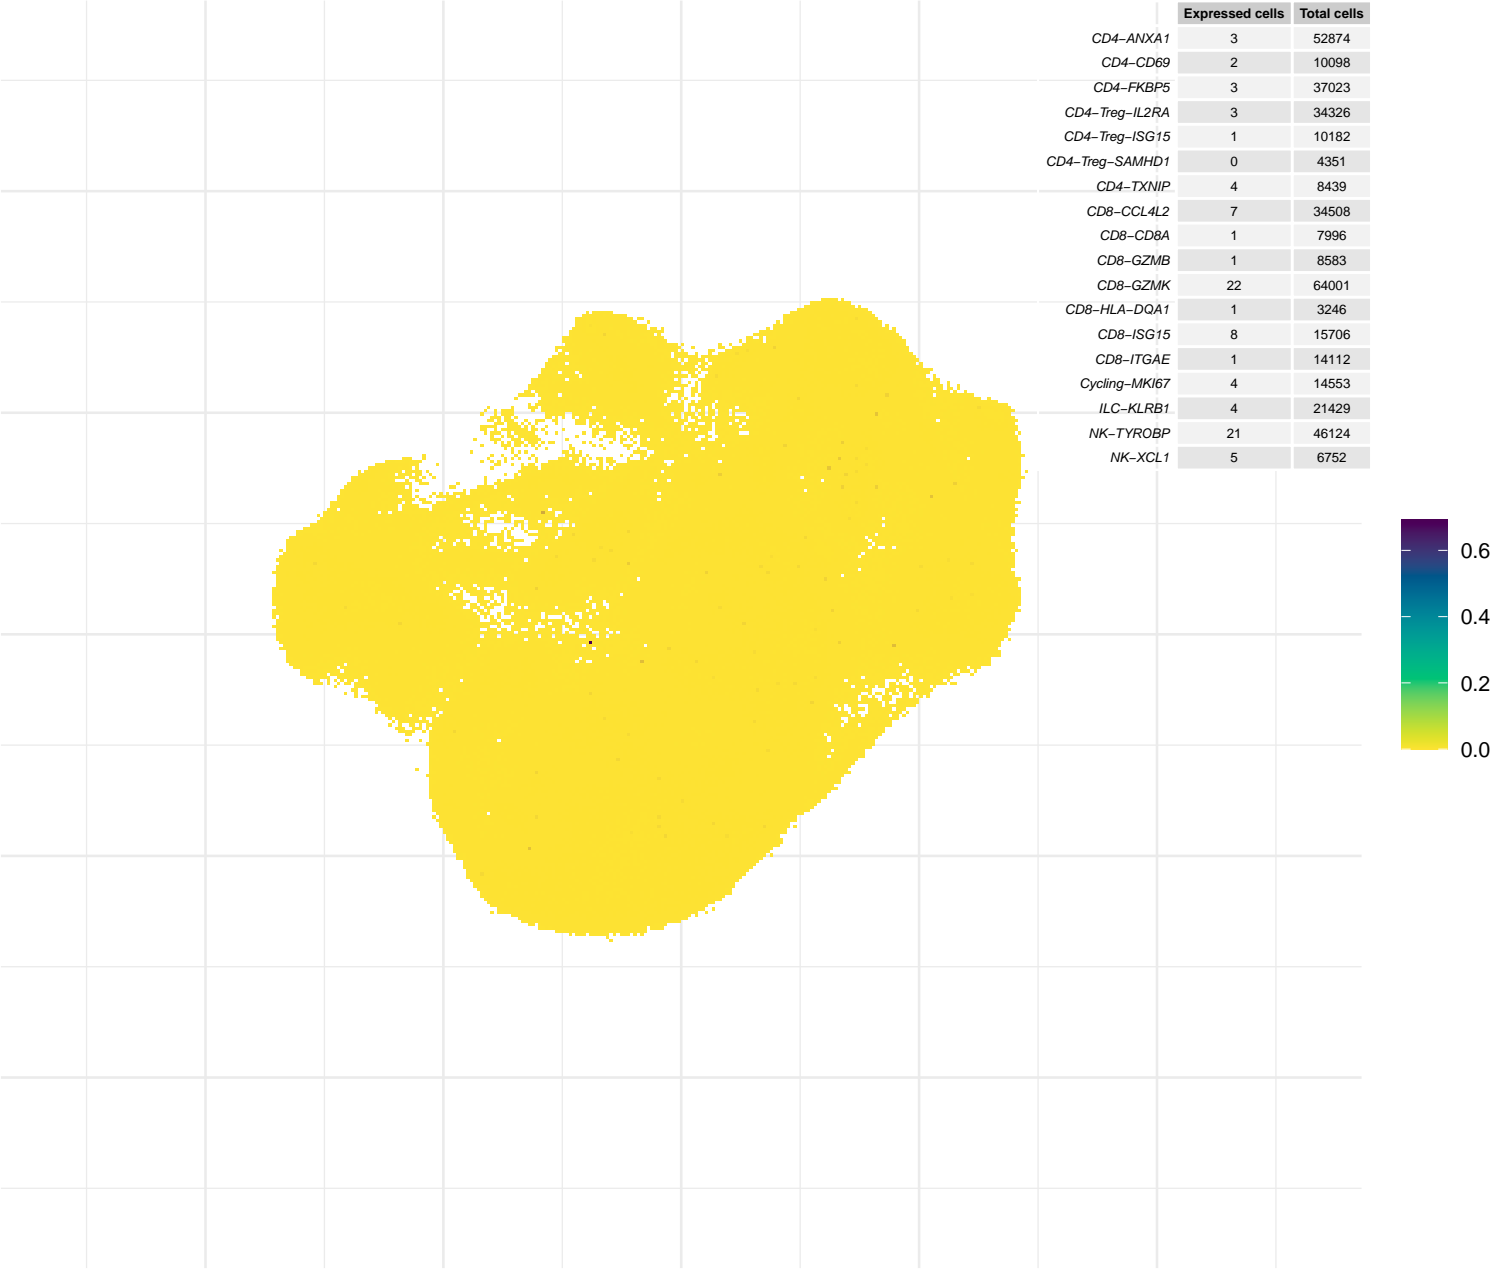 Expressed cells Total cells
CD4−ANXA1 3 52874
CD4−CD69 2 10098
CD4−FKBP5 3 37023
CD4−Treg−IL2RA 3 34326
CD4−Treg−ISG15 1 10182
CD4−Treg−SAMHD1 0 4351
CD4−TXNIP 4 8439
CD8−CCL4L2 7 34508
CD8−CD8A 1 7996
CD8−GZMB 1 8583
CD8−GZMK 22 64001
CD8−HLA−DQA1 1 3246
CD8−ISG15 8 15706
CD8−ITGAE 1 14112
Cycling−MKI67 4 14553
ILC−KLRB1 4 21429
NK−TYROBP 21 46124
NK−XCL1 5 6752
0.6
0.4
0.2
0.0